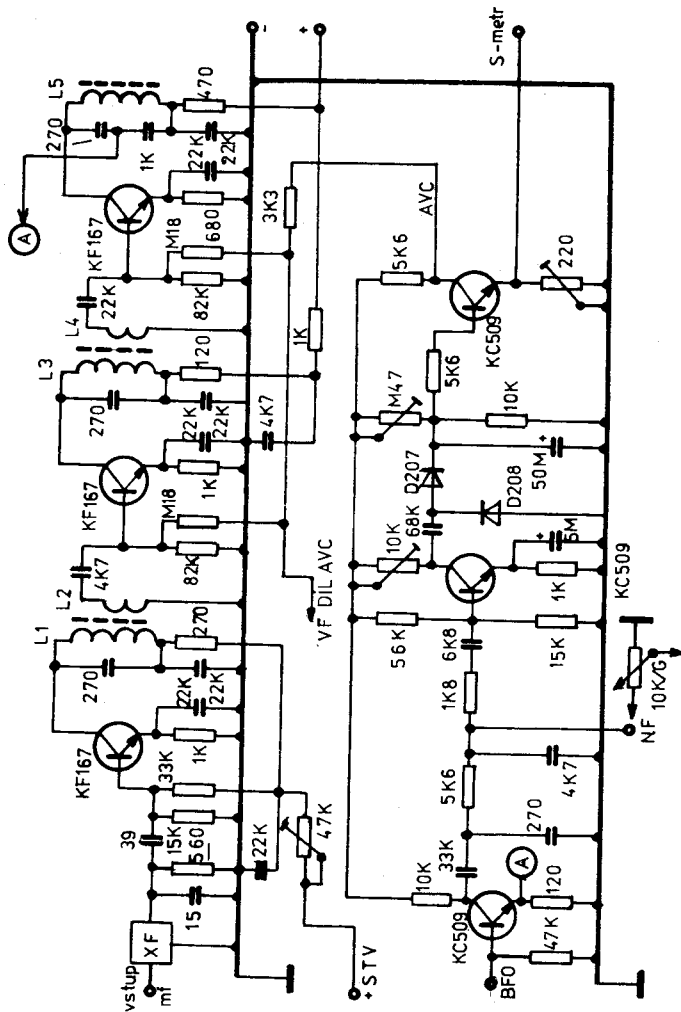 vstup
mf
XF
15
560
39
15K
KF167
33K
1K
22K
22K
270
L1
270
22K
47K
+ STV
L2
4K7
KF167
82K
M18
1K
22K
22K
270
L3
120
4K7
1K
L4
22K
KF167
82K
M18
680
22K
22K
1K
270
L5
470
A
-
+
3K3
VF DÍL AVC
AVC
S-metr
BFO
KC509
47K
120
A
10K
33K
270
5K6
4K7
NF
10K/G
1K8
6K8
56K
15K
KC509
1K
5M
+
10K
68K
D207
D208
50M
+
M47
10K
5K6
5K6
KC509
220